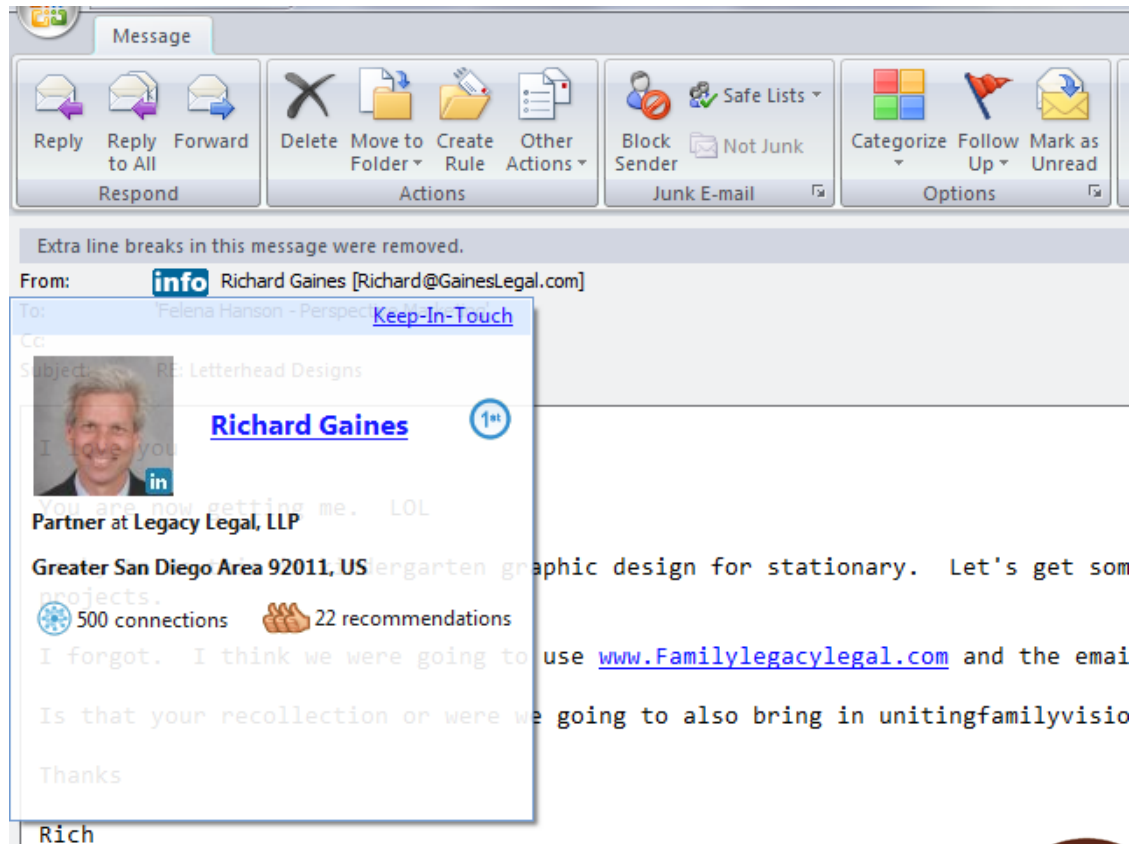 Message
Reply
Reply to All
Forward
Delete
Move to Folder
Create Rule
Other Actions
Block Sender
Safe Lists
Not Junk
Categorize
Follow Up
Mark as Unread
Respond
Actions
Junk E-mail
Options
Extra line breaks in this message were removed.
From: info Richard Gaines [Richard@GainesLegal.com]
To: 'Felena Hanson -
Keep-In-Touch
Cc:
Subject: RE: Letterhead Designs
Richard Gaines 1st
in
I love you
You are now getting me. LOL
Partner at Legacy Legal, LLP
Greater San Diego Area 92011, US
graphic design for stationary. Let's get som
projects.
500 connections 22 recommendations
I forgot. I think we were going to use www.Familylegacylegal.com and the emai
Is that your recollection or were we going to also bring in unitingfamilyvisio
Thanks
Rich